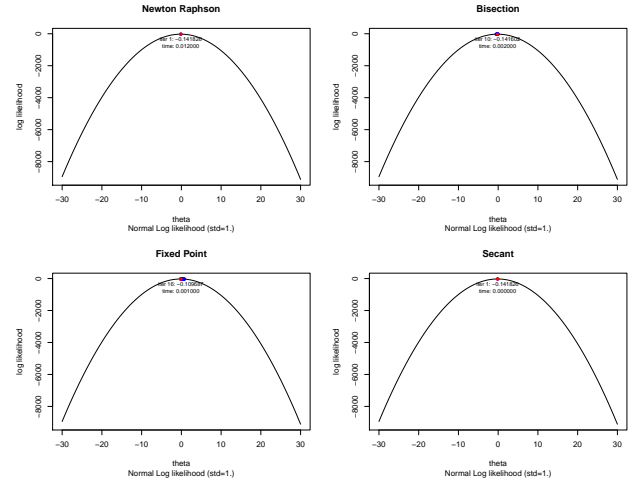 Newton Raphson
iter 1: −0.141826
time: 0.012000
log likelihood
0
−2000
−4000
−6000
−8000
−30 −20 −10 0 10 20 30
theta
Normal Log likelihood (std=1.)
Bisection
time: 0.002000
log likelihood
0
−2000
−4000
−6000
−8000
−30 −20 −10 0 10 20 30
theta
Normal Log likelihood (std=1.)
Fixed Point
time: 0.001000
log likelihood
0
−2000
−4000
−6000
−8000
−30 −20 −10 0 10 20 30
theta
Normal Log likelihood (std=1.)
Secant
iter 1: −0.141826
time: 0.000000
log likelihood
0
−2000
−4000
−6000
−8000
−30 −20 −10 0 10 20 30
theta
Normal Log likelihood (std=1.)